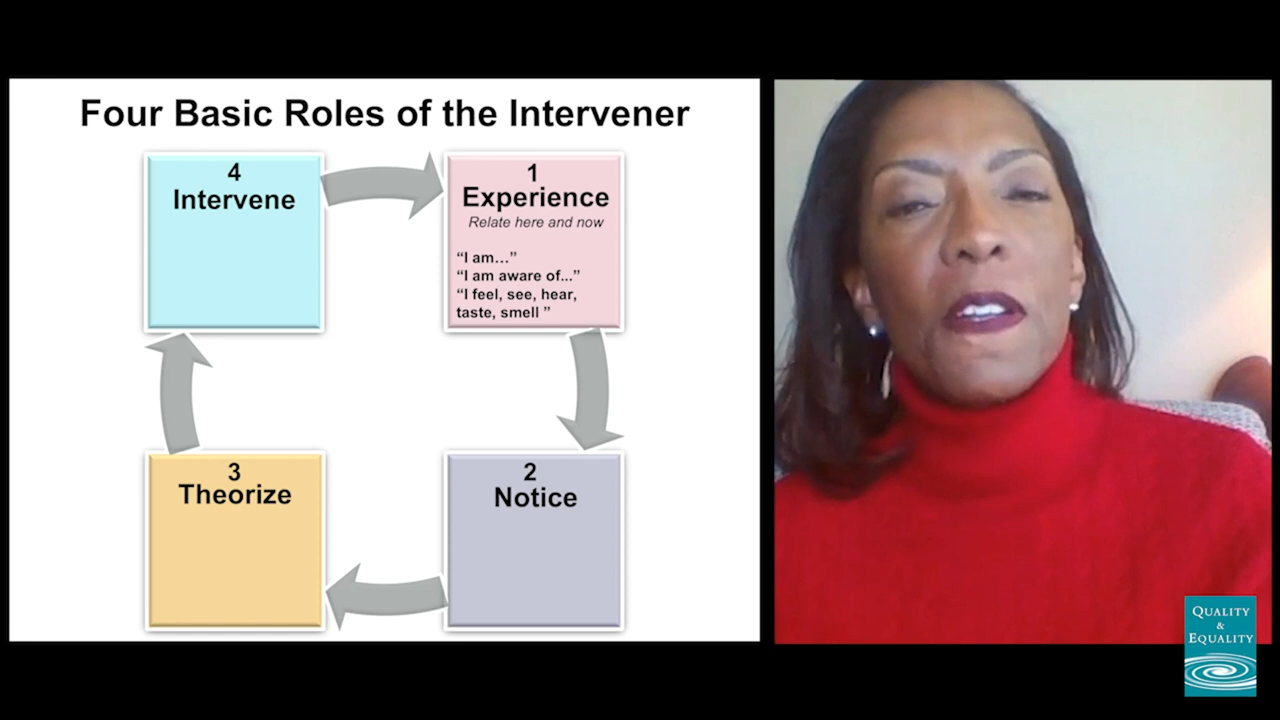 Four Basic Roles of the Intervener
4
Intervene
1
Experience
Relate here and now
“I am…”
“I am aware of...”
“I feel, see, hear,
taste, smell ”
3
Theorize
2
Notice
QUALITY
&
EQUALITY